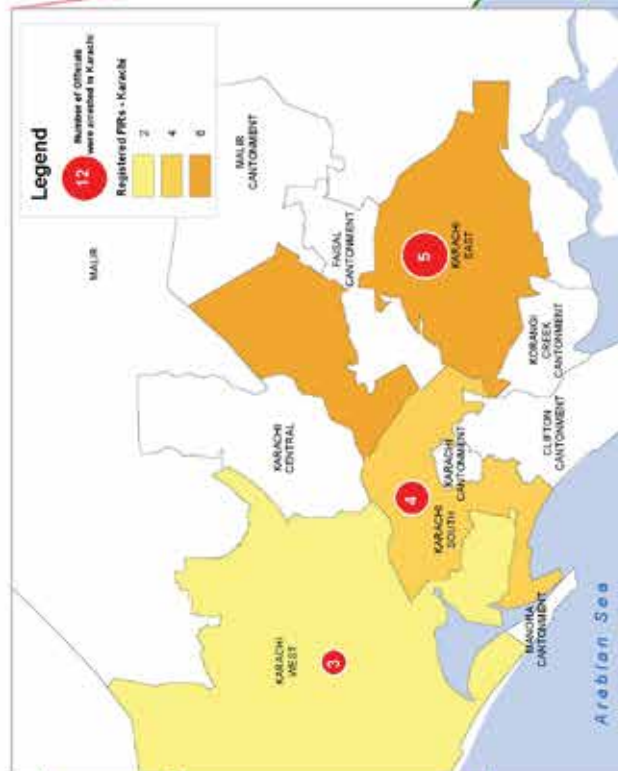 Legend
12
Number of Officials
were arrested in Karachi
Registered FIRs - Karachi
2
4
6
MALIR
MALIR
CANTONMENT
FAISAL
CANTONMENT
5
KARACHI
EAST
KORANGI
CREEK
CANTONMENT
KARACHI
CENTRAL
CLIFTON
CANTONMENT
KARACHI
CANTONMENT
4
KARACHI
SOUTH
MANORA
CANTONMENT
3
KARACHI
WEST
Arabian Sea